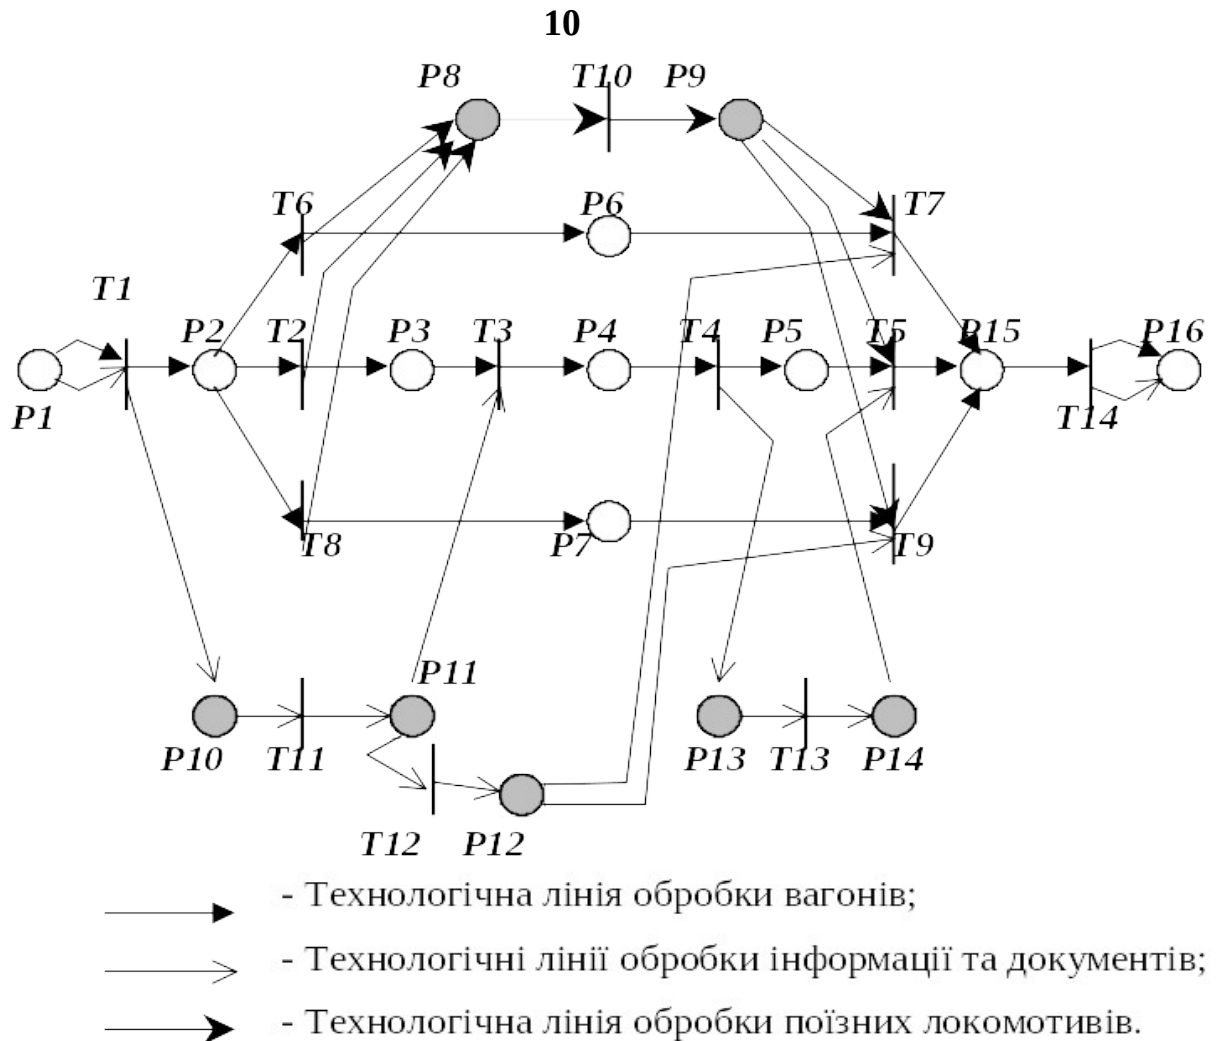 10
P8 T10 P9
T6 P6 T7
T1
P2 T2 P3 T3 P4 T4 P5 T5 P15 P16
P1 T14
T8 P7 T9
P11
P10 T11 P13 T13 P14
T12 P12
- Технологічна лінія обробки вагонів;
- Технологічні лінії обробки інформації та документів;
- Технологічна лінія обробки поїзних локомотивів.